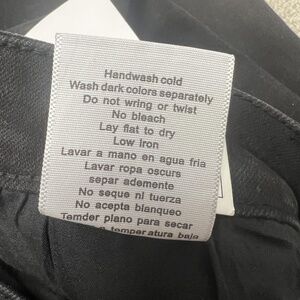 Handwash cold
Wash dark colors separately
Do not wring or twist
No bleach
Lay flat to dry
Low iron
Lavar a mano en agua fria
Lavar ropa oscurs
separ ademente
No seque ni tuerza
No acepta blanqueo
Temder plano para secar
temperatura baja